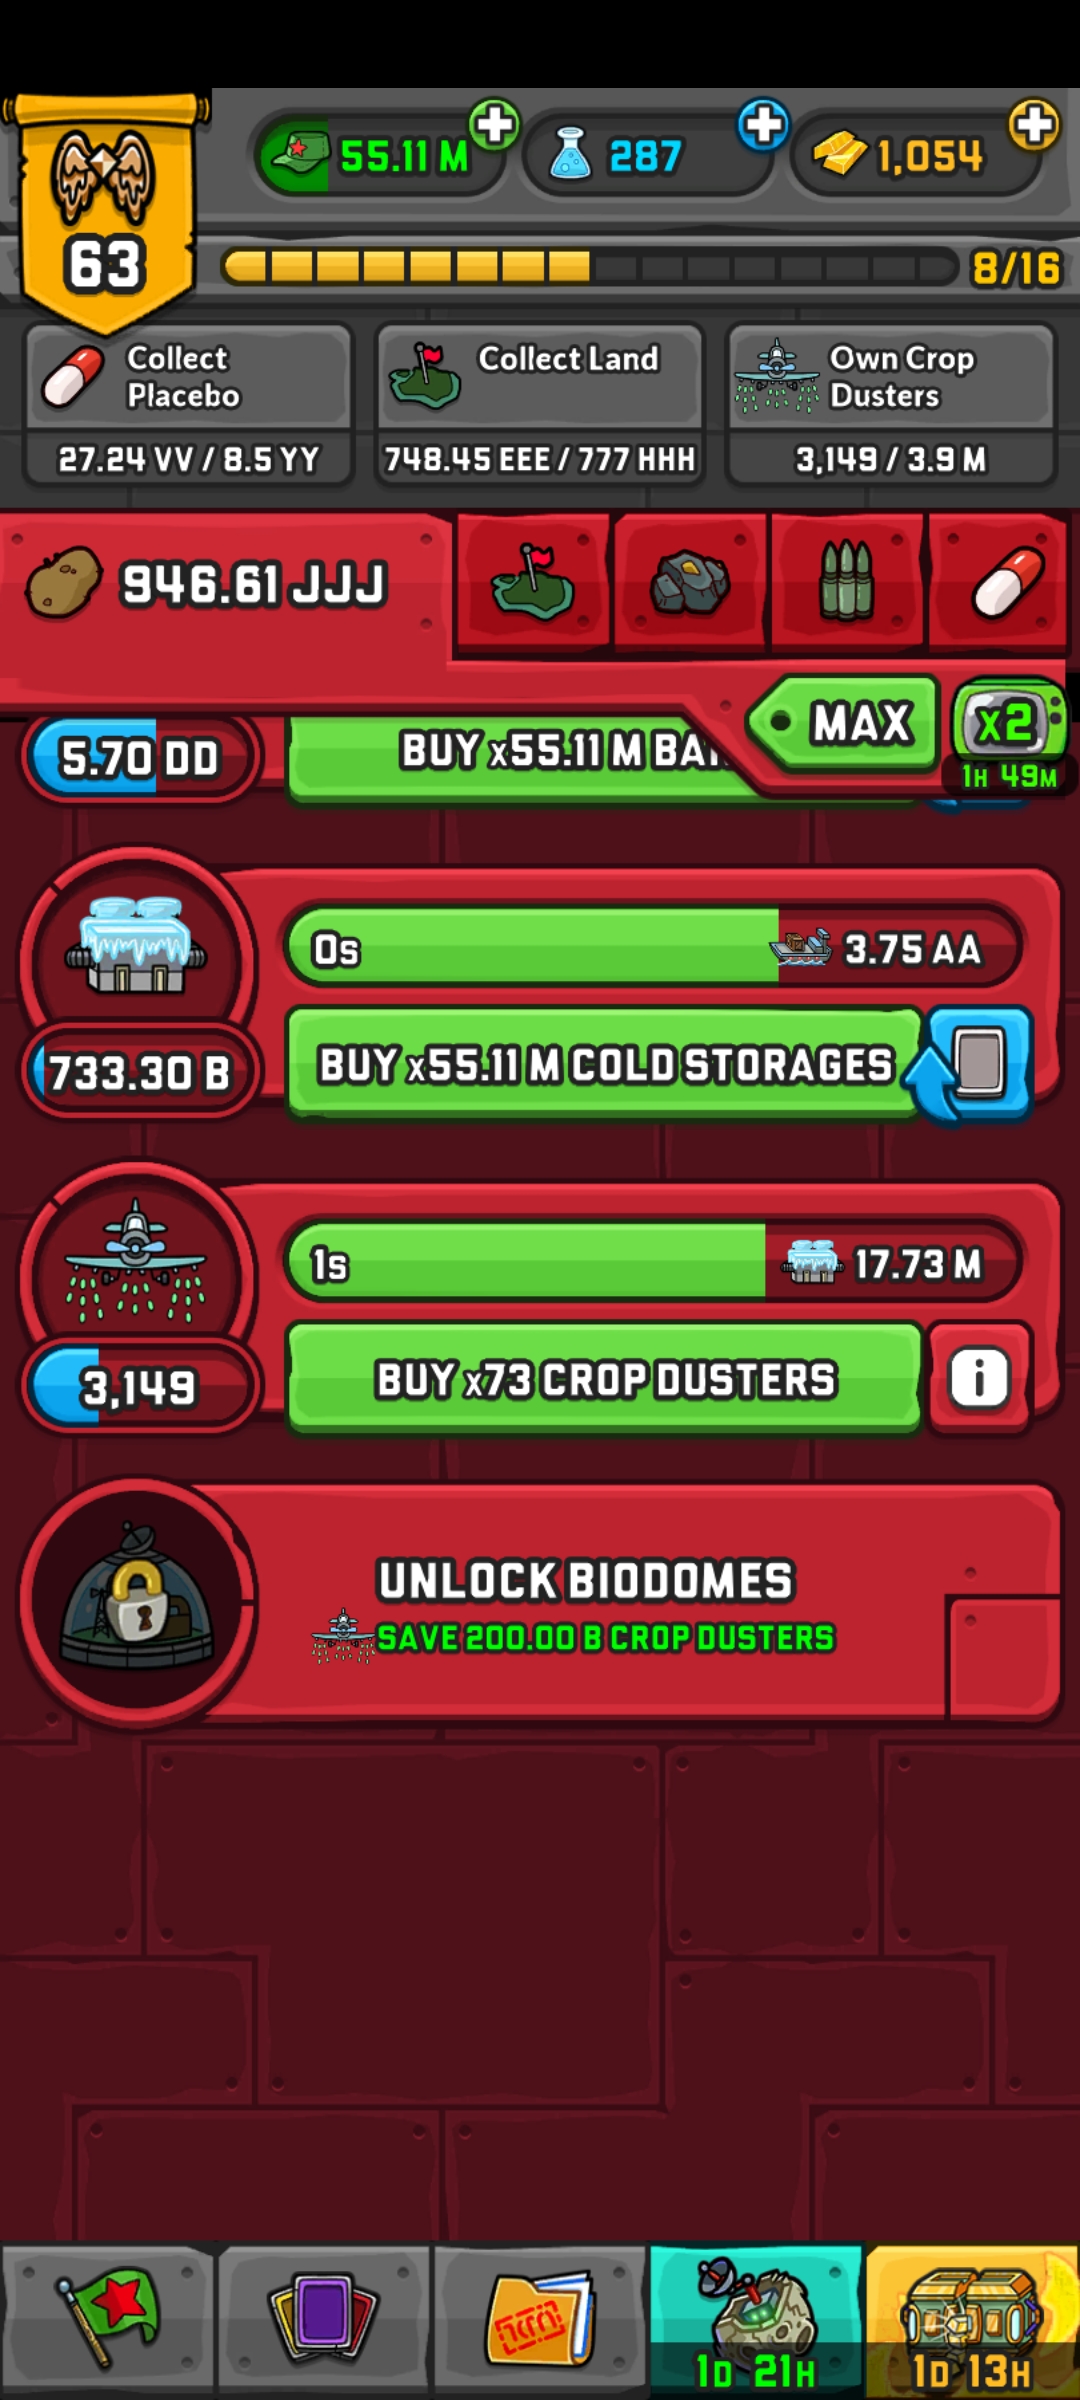 55.11 M
287
1,054
63
8/16
Collect
Placebo
27.24 VV / 8.5 YY
Collect Land
748.45 EEE / 777 HHH
Own Crop
Dusters
3,149 / 3.9 M
946.61 JJJ
MAX
x2
1H 49M
5.70 DD
BUY x55.11 M
0s
3.75 AA
733.30 B
BUY x55.11 M COLD STORAGES
1s
17.73 M
3,149
BUY x73 CROP DUSTERS
i
UNLOCK BIODOMES
SAVE 200.00 B CROP DUSTERS
1D 21H
1D 13H